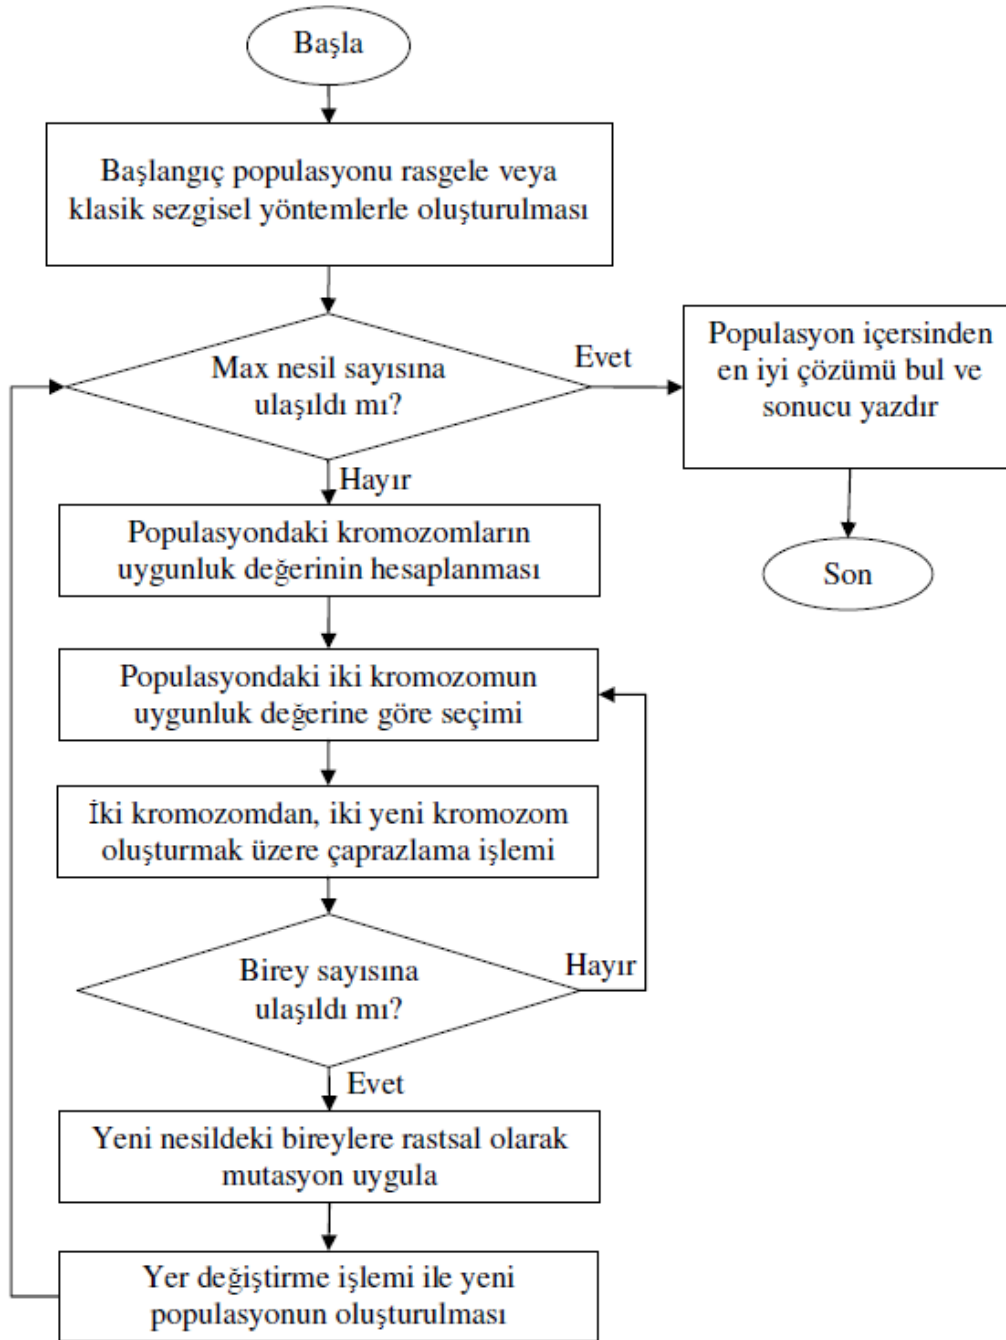 Başla
Başlangıç populasyonu rasgele veya
klasik sezgisel yöntemlerle oluşturulması
Max nesil sayısına
ulaşıldı mı?
Evet
Populasyon içersinden
en iyi çözümü bul ve
sonucu yazdır
Son
Hayır
Populasyondaki kromozomların
uygunluk değerinin hesaplanması
Populasyondaki iki kromozomun
uygunluk değerine göre seçimi
İki kromozomdan, iki yeni kromozom
oluşturmak üzere çaprazlama işlemi
Birey sayısına
ulaşıldı mı?
Hayır
Evet
Yeni nesildeki bireylere rastsal olarak
mutasyon uygula
Yer değiştirme işlemi ile yeni
populasyonun oluşturulması